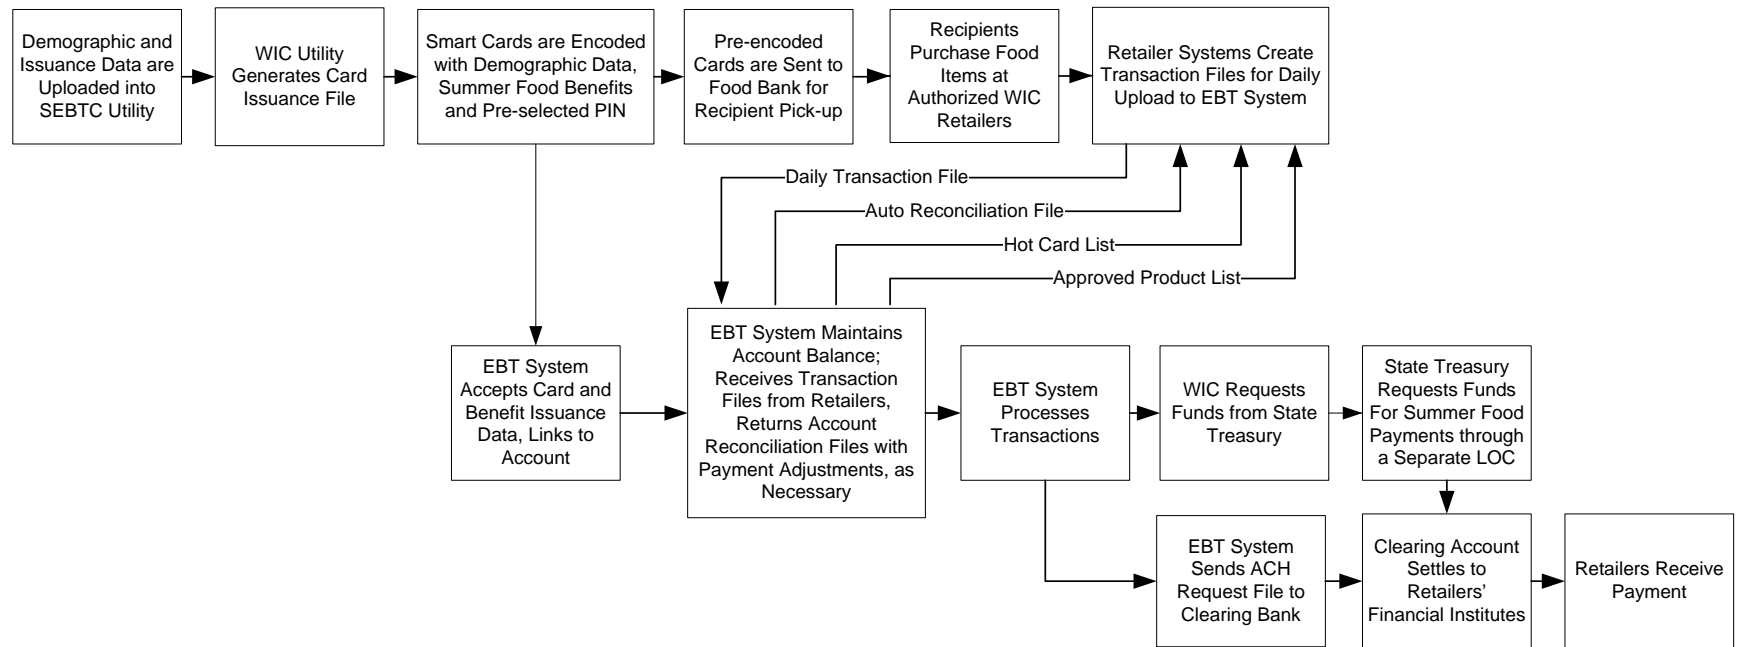 Demographic and
Issuance Data are
Uploaded into
SEBTC Utility
WIC Utility
Generates Card
Issuance File
Smart Cards are Encoded
with Demographic Data,
Summer Food Benefits
and Pre-selected PIN
Pre-encoded
Cards are Sent to
Food Bank for
Recipient Pick-up
Recipients
Purchase Food
Items at
Authorized WIC
Retailers
Retailer Systems Create
Transaction Files for Daily
Upload to EBT System
Daily Transaction File
Auto Reconciliation File
Hot Card List
Approved Product List
EBT System
Accepts Card and
Benefit Issuance
Data, Links to
Account
EBT System Maintains
Account Balance;
Receives Transaction
Files from Retailers,
Returns Account
Reconciliation Files with
Payment Adjustments, as
Necessary
EBT System
Processes
Transactions
WIC Requests
Funds from State
Treasury
State Treasury
Requests Funds
For Summer Food
Payments through
a Separate LOC
EBT System
Sends ACH
Request File to
Clearing Bank
Clearing Account
Settles to
Retailers’
Financial Institutes
Retailers Receive
Payment